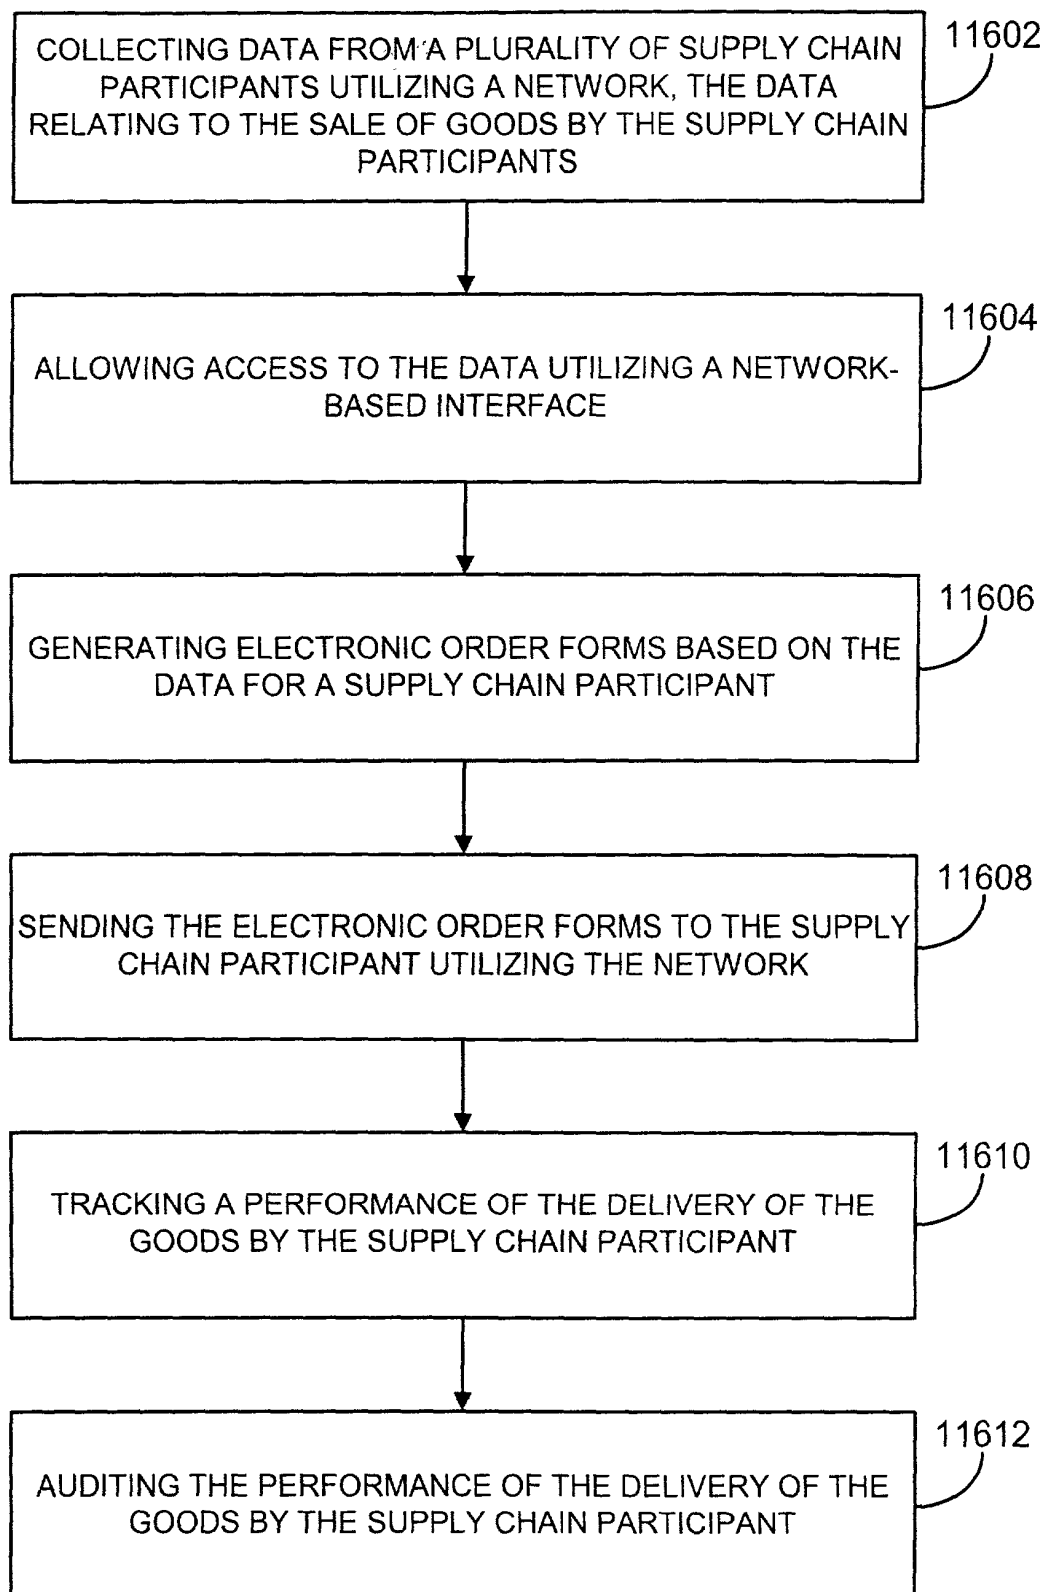 COLLECTING DATA FROM A PLURALITY OF SUPPLY CHAIN
PARTICIPANTS UTILIZING A NETWORK, THE DATA
RELATING TO THE SALE OF GOODS BY THE SUPPLY CHAIN
PARTICIPANTS
11602
ALLOWING ACCESS TO THE DATA UTILIZING A NETWORK-
BASED INTERFACE
11604
GENERATING ELECTRONIC ORDER FORMS BASED ON THE
DATA FOR A SUPPLY CHAIN PARTICIPANT
11606
SENDING THE ELECTRONIC ORDER FORMS TO THE SUPPLY
CHAIN PARTICIPANT UTILIZING THE NETWORK
11608
TRACKING A PERFORMANCE OF THE DELIVERY OF THE
GOODS BY THE SUPPLY CHAIN PARTICIPANT
11610
AUDITING THE PERFORMANCE OF THE DELIVERY OF THE
GOODS BY THE SUPPLY CHAIN PARTICIPANT
11612